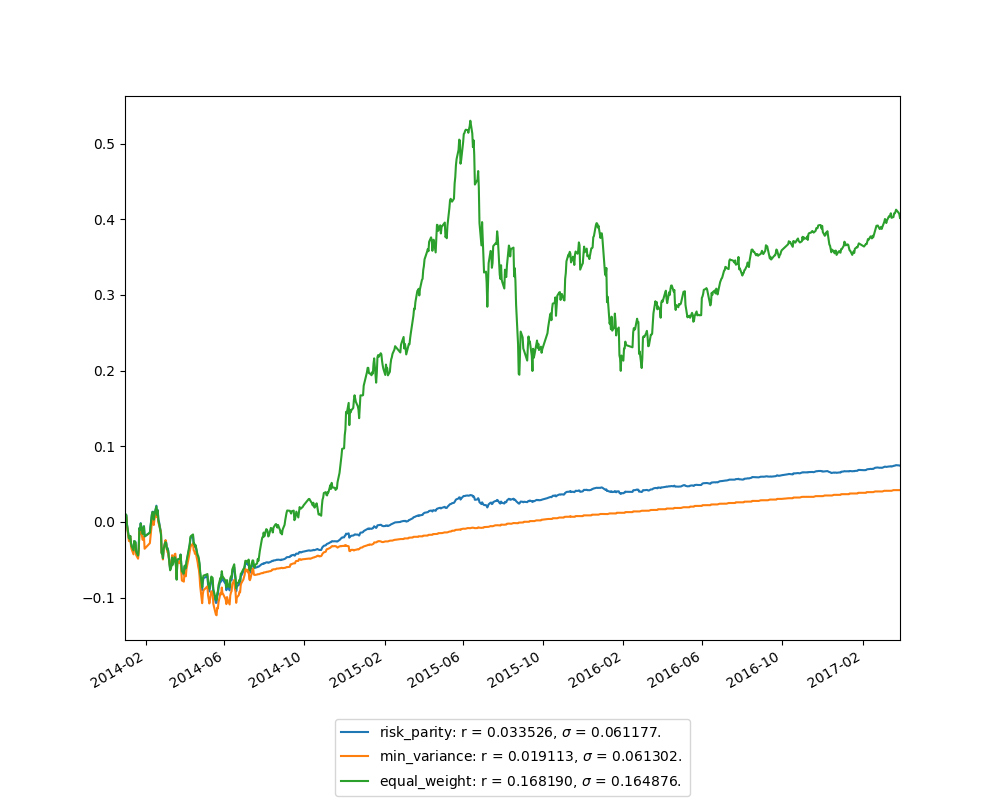 0.5
0.4
0.3
0.2
0.1
0.0
−0.1
2014-02 2014-06 2014-10 2015-02 2015-06 2015-10 2016-02 2016-06 2016-10 2017-02
risk_parity: r = 0.033526, σ = 0.061177.
min_variance: r = 0.019113, σ = 0.061302.
equal_weight: r = 0.168190, σ = 0.164876.